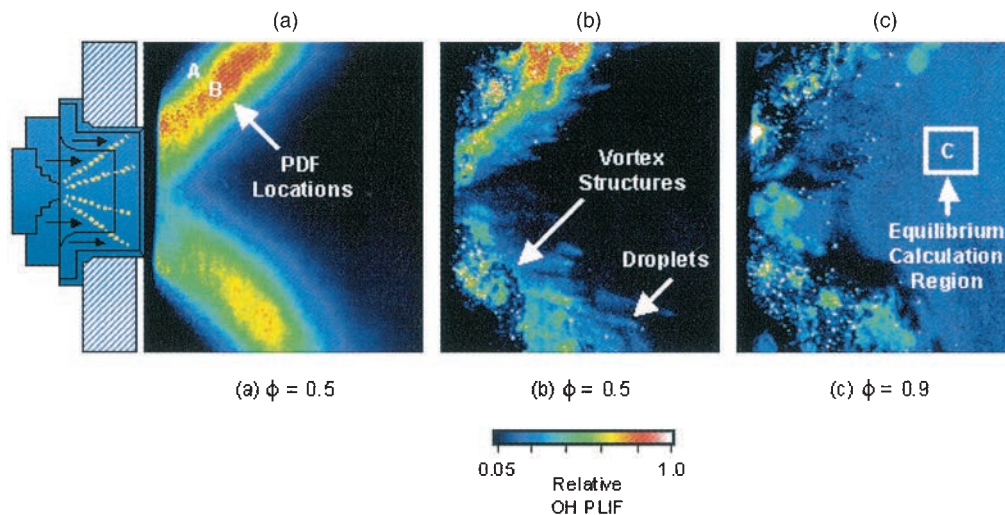 (a)
(b)
(c)
A
B
PDF
Locations
Vortex
Structures
Droplets
C
Equilibrium
Calculation
Region
(a) ϕ = 0.5
(b) ϕ = 0.5
(c) ϕ = 0.9
0.05
1.0
Relative
OH PLIF